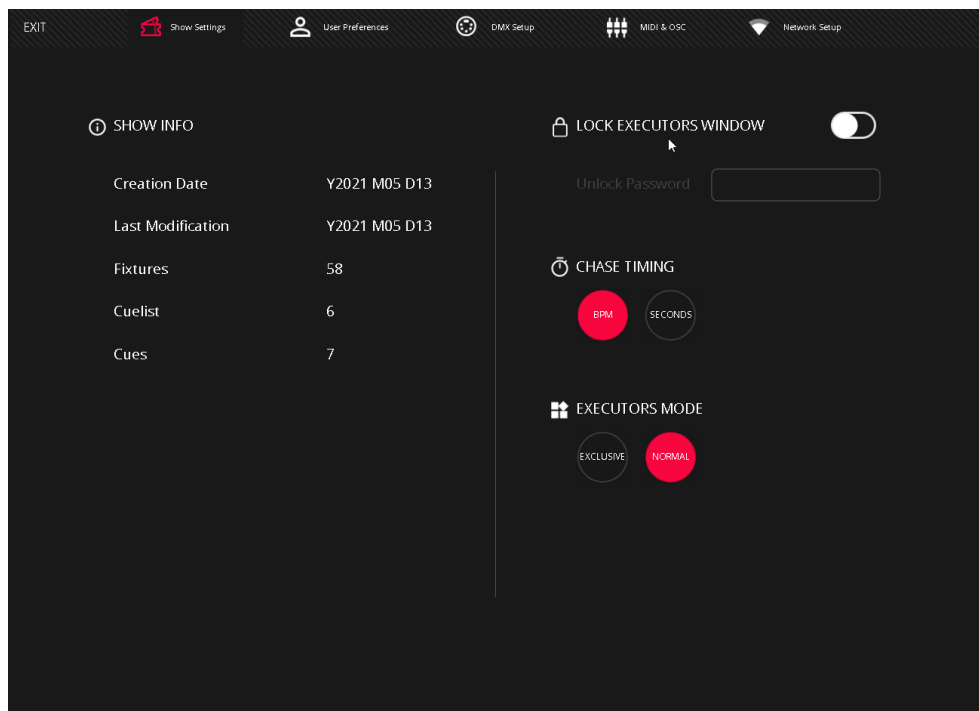 EXIT Show Settings User Preferences DMX Setup MIDI & OSC Network Setup
SHOW INFO
Creation Date Y2021 M05 D13
Last Modification Y2021 M05 D13
Fixtures 58
Cuelist 6
Cues 7
LOCK EXECUTORS WINDOW
Unlock Password
CHASE TIMING
BPM SECONDS
EXECUTORS MODE
EXCLUSIVE NORMAL